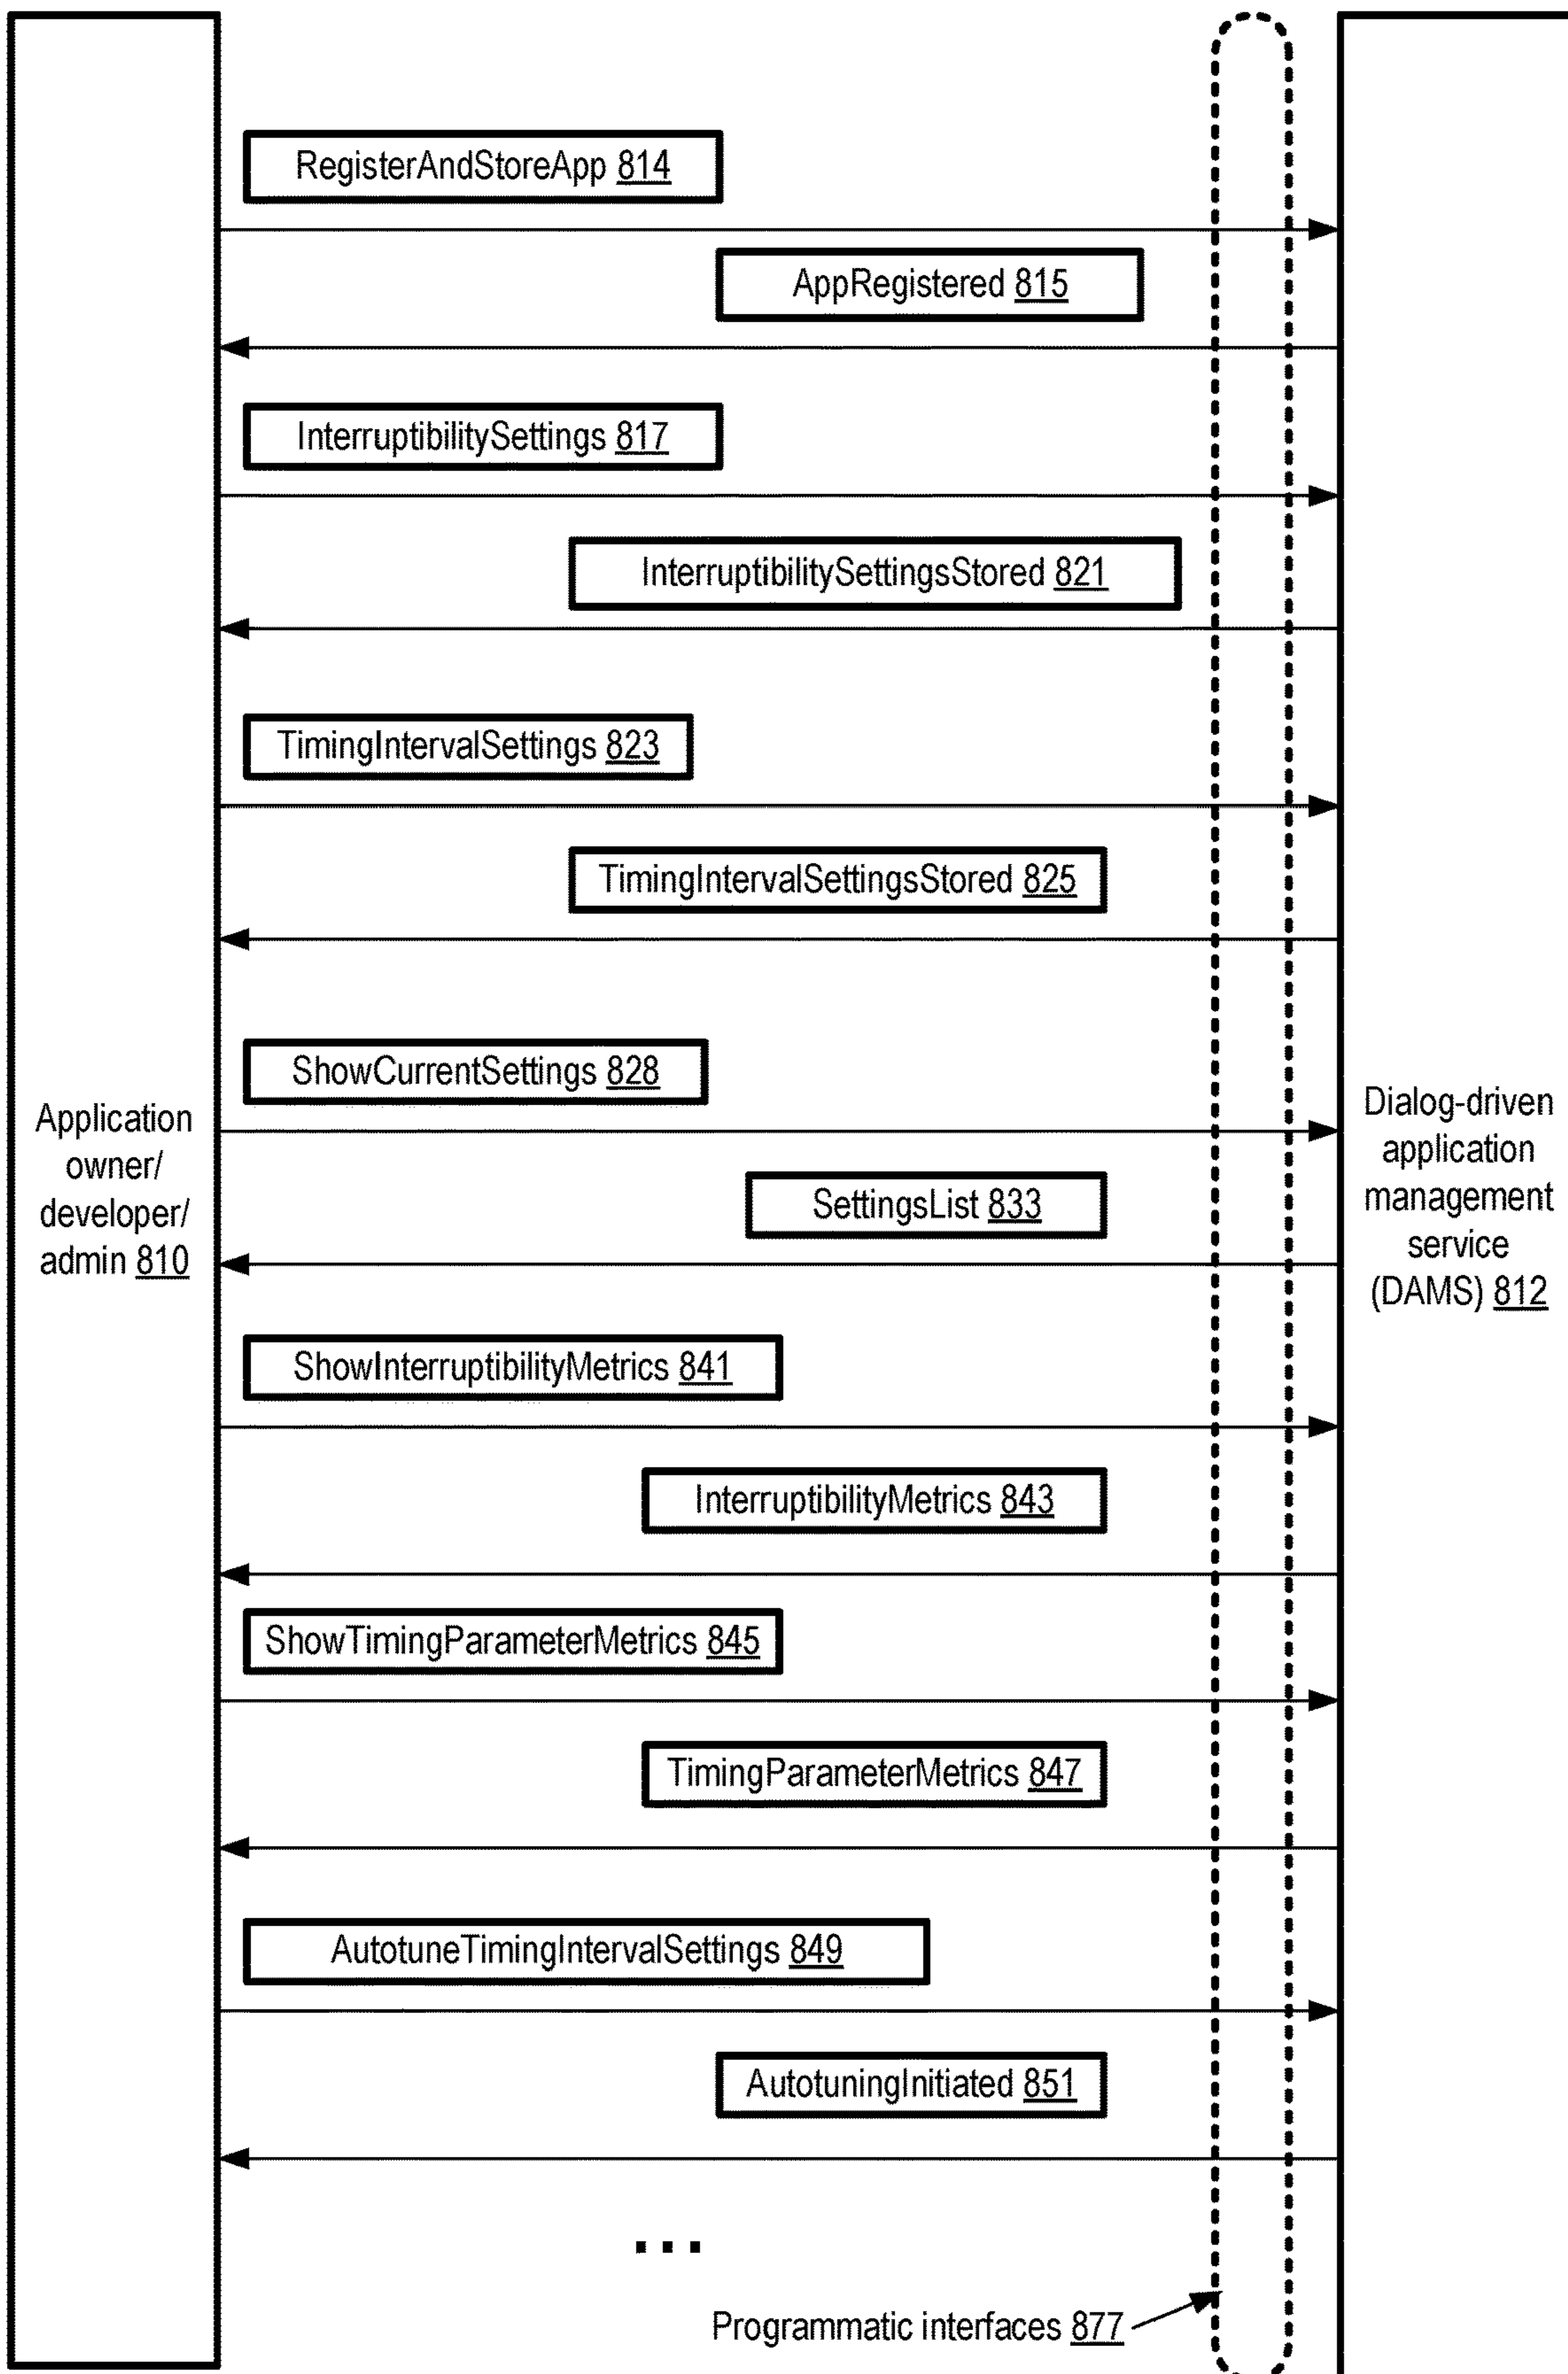 RegisterAndStoreApp 814
AppRegistered 815
InterruptibilitySettings 817
InterruptibilitySettingsStored 821
TimingIntervalSettings 823
TimingIntervalSettingsStored 825
ShowCurrentSettings 828
Application
owner/
developer/
admin 810
SettingsList 833
Dialog-driven
application
management
service
(DAMS) 812
ShowInterruptibilityMetrics 841
InterruptibilityMetrics 843
ShowTimingParameterMetrics 845
TimingParameterMetrics 847
AutotuneTimingIntervalSettings 849
AutotuningInitiated 851
...
Programmatic interfaces 877